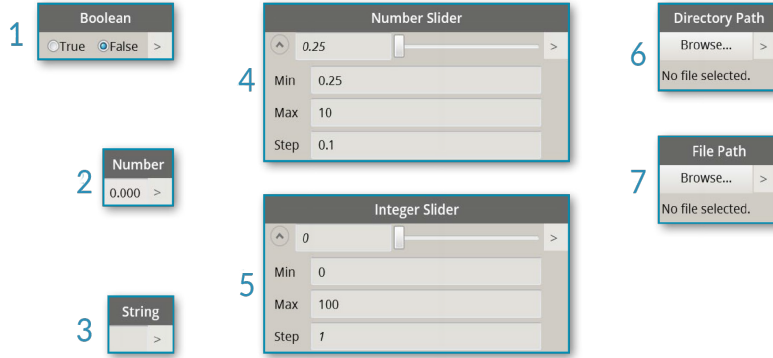 1
Boolean
True False >
2
Number
0.000 >
3
String
>
4
Number Slider
0.25 >
Min 0.25
Max 10
Step 0.1
5
Integer Slider
0 >
Min 0
Max 100
Step 1
6
Directory Path
Browse... >
No file selected.
7
File Path
Browse... >
No file selected.